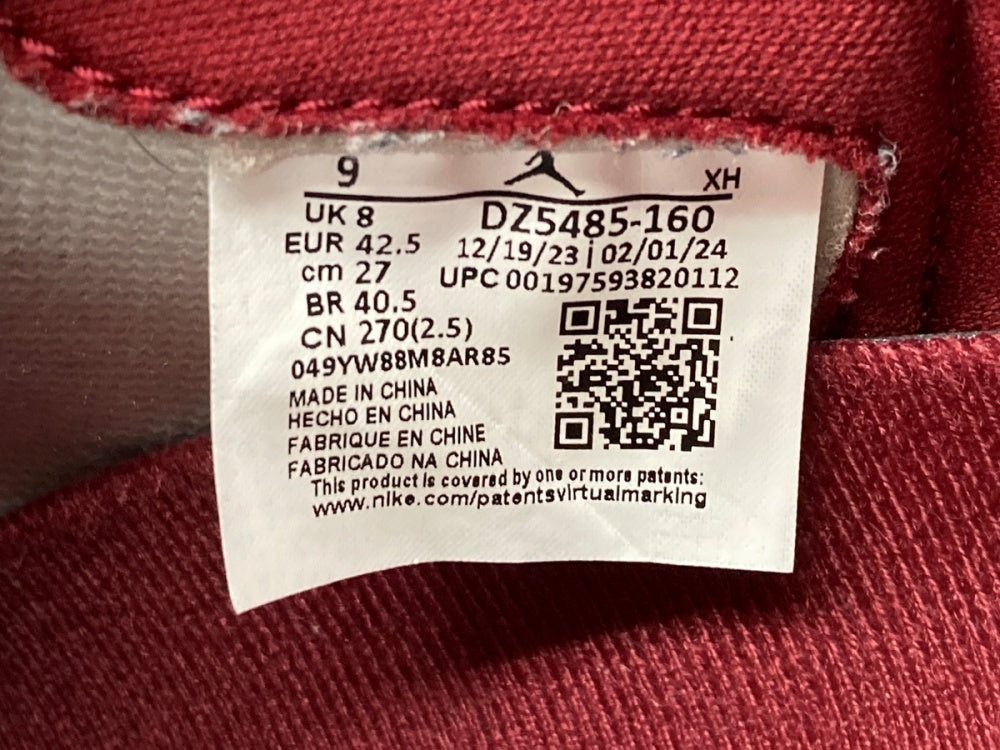 9 XH
UK 8 DZ5485-160
EUR 42.5 12/19/23 | 02/01/24
cm 27 UPC 00197593820112
BR 40.5
CN 270(2.5)
049YW88M8AR85
MADE IN CHINA
HECHO EN CHINA
FABRIQUE EN CHINE
FABRICADO NA CHINA
This product is covered by one or more patents:
www.nike.com/patentsvirtualmarking